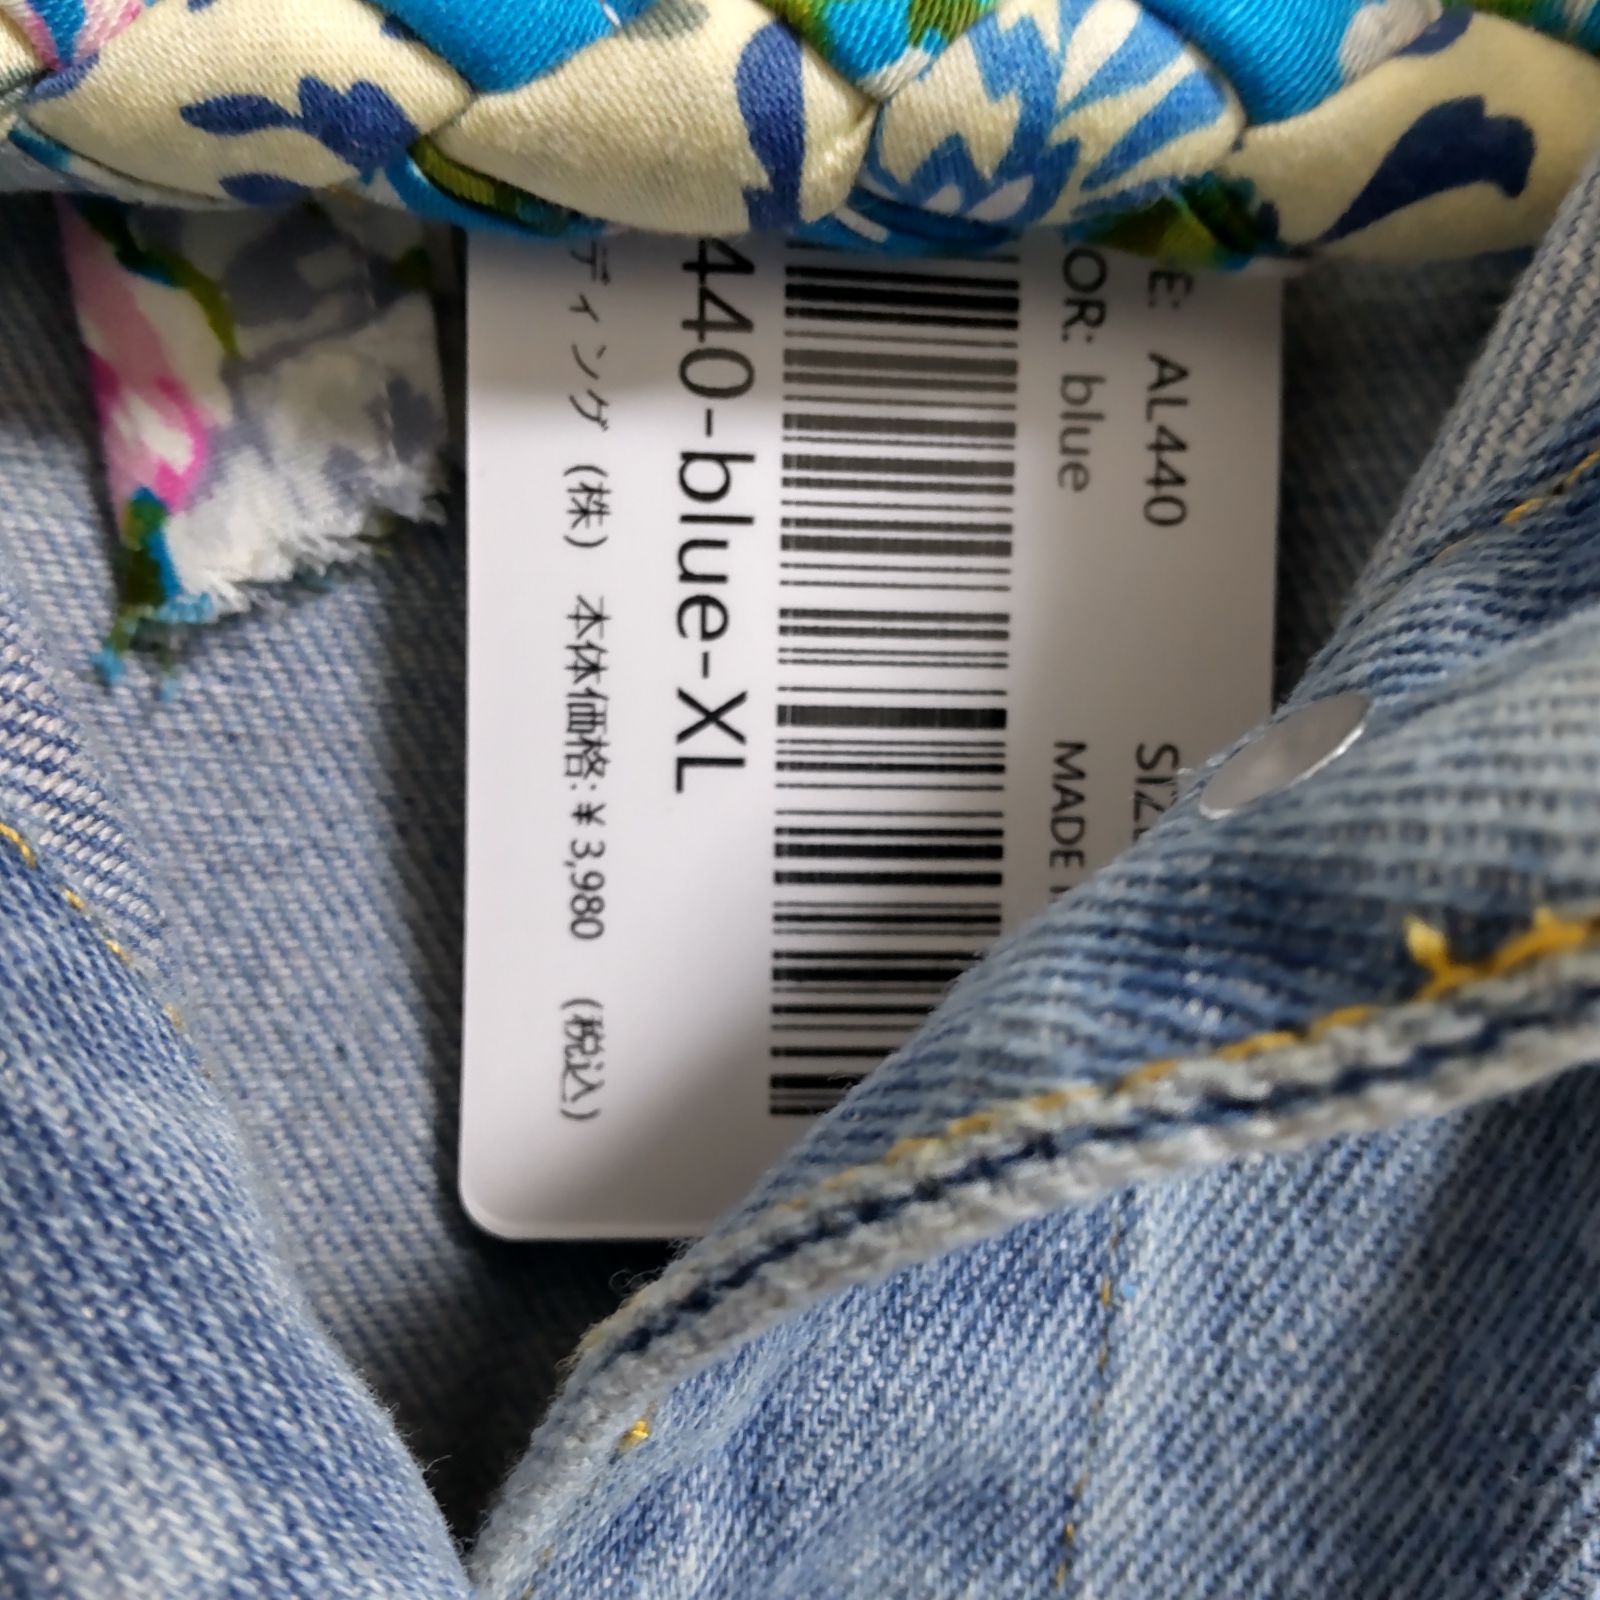 E: AL440
SIZ
OR: blue
MADE
440-blue-XL
ディング (株) 本体価格: ¥ 3,980 (税込)